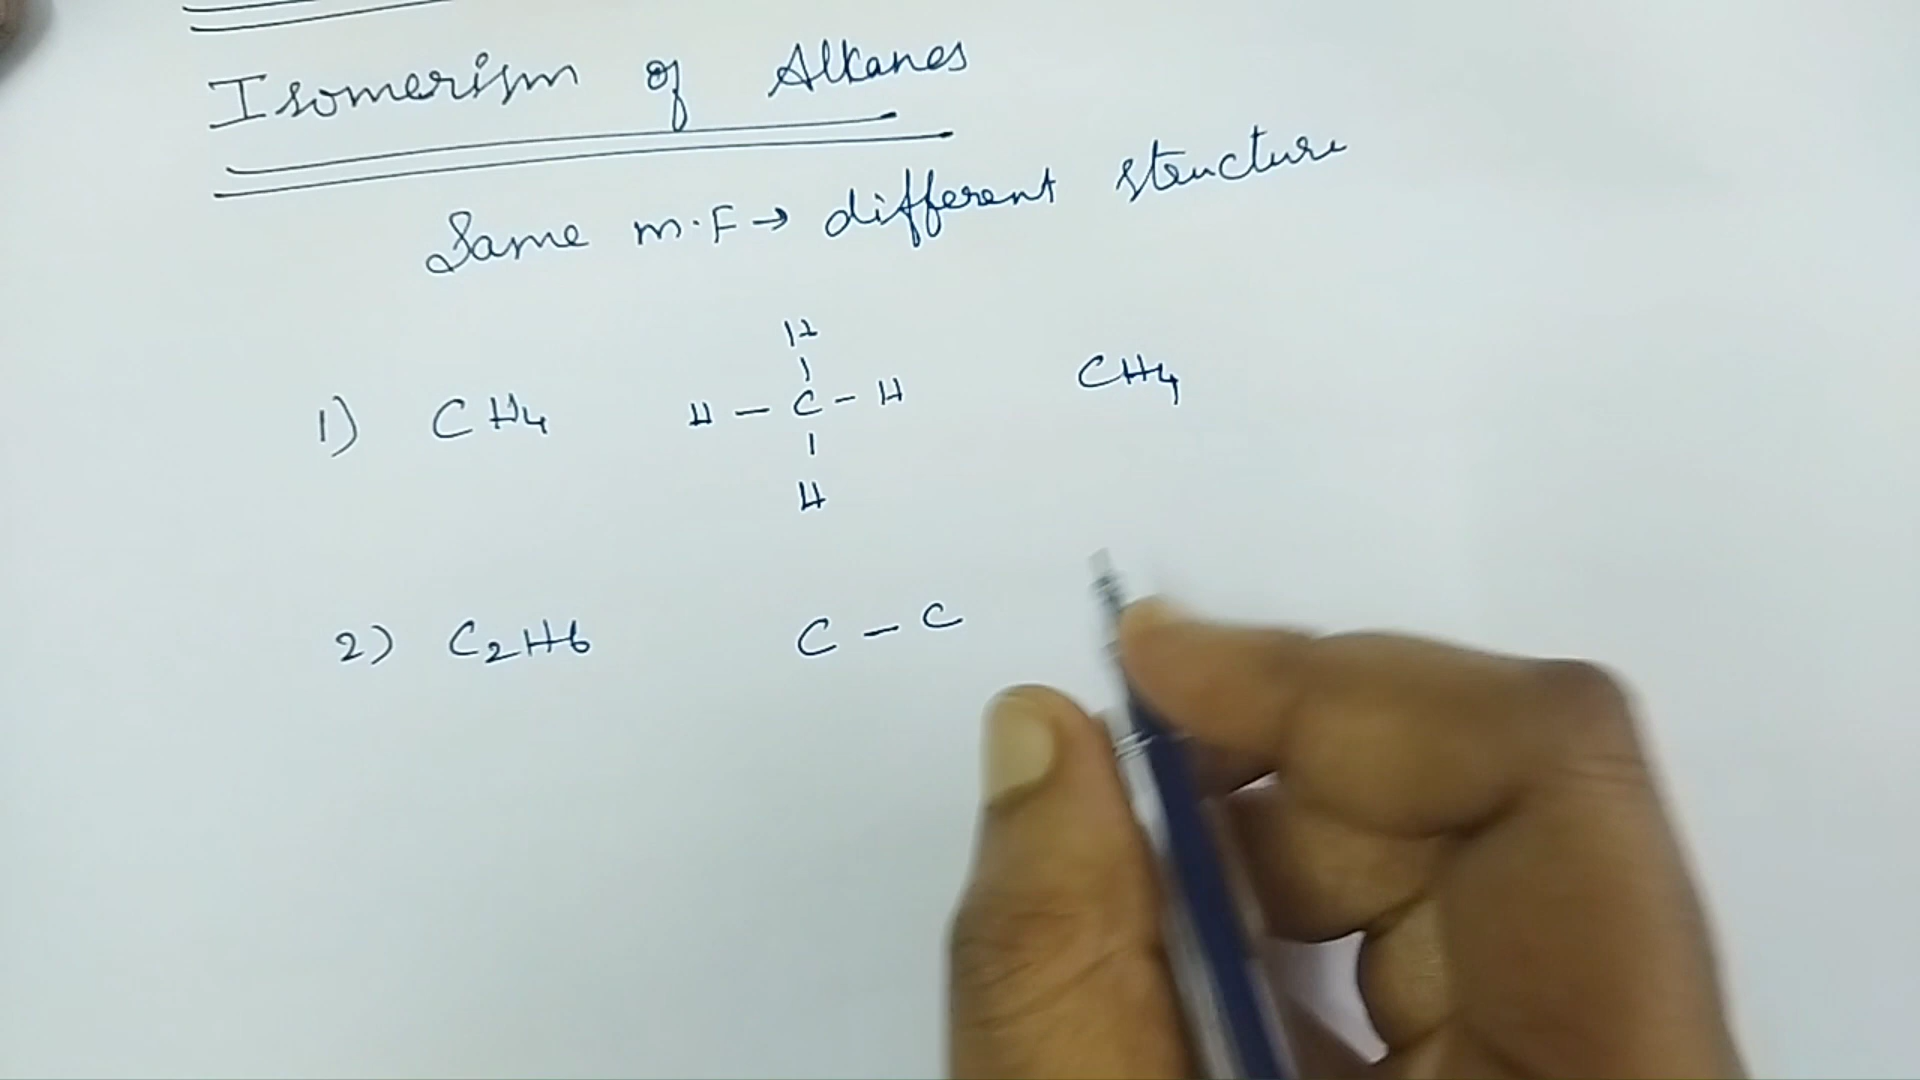 Isomerism of Alkanes
Same m.F → different structure
H
|
1) CH4 H – C – H CH4
|
H
2) C2H6 C – C